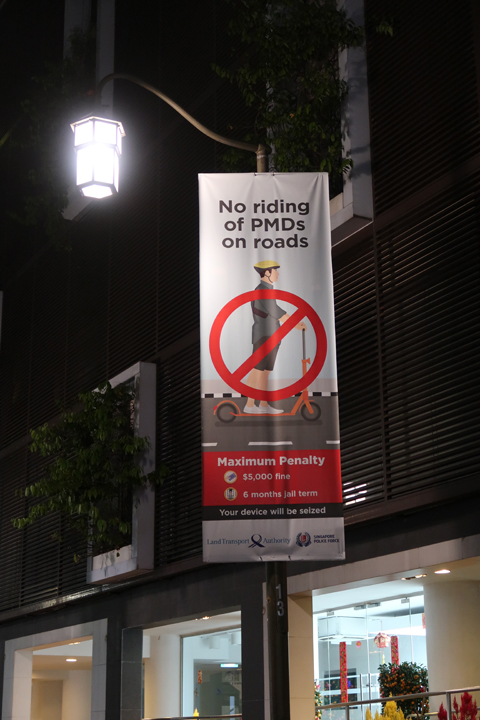 No riding
of PMDs
on roads
Maximum Penalty
$5,000 fine
6 months jail term
Your device will be seized
Land Transport Authority
SINGAPORE
POLICE FORCE
13